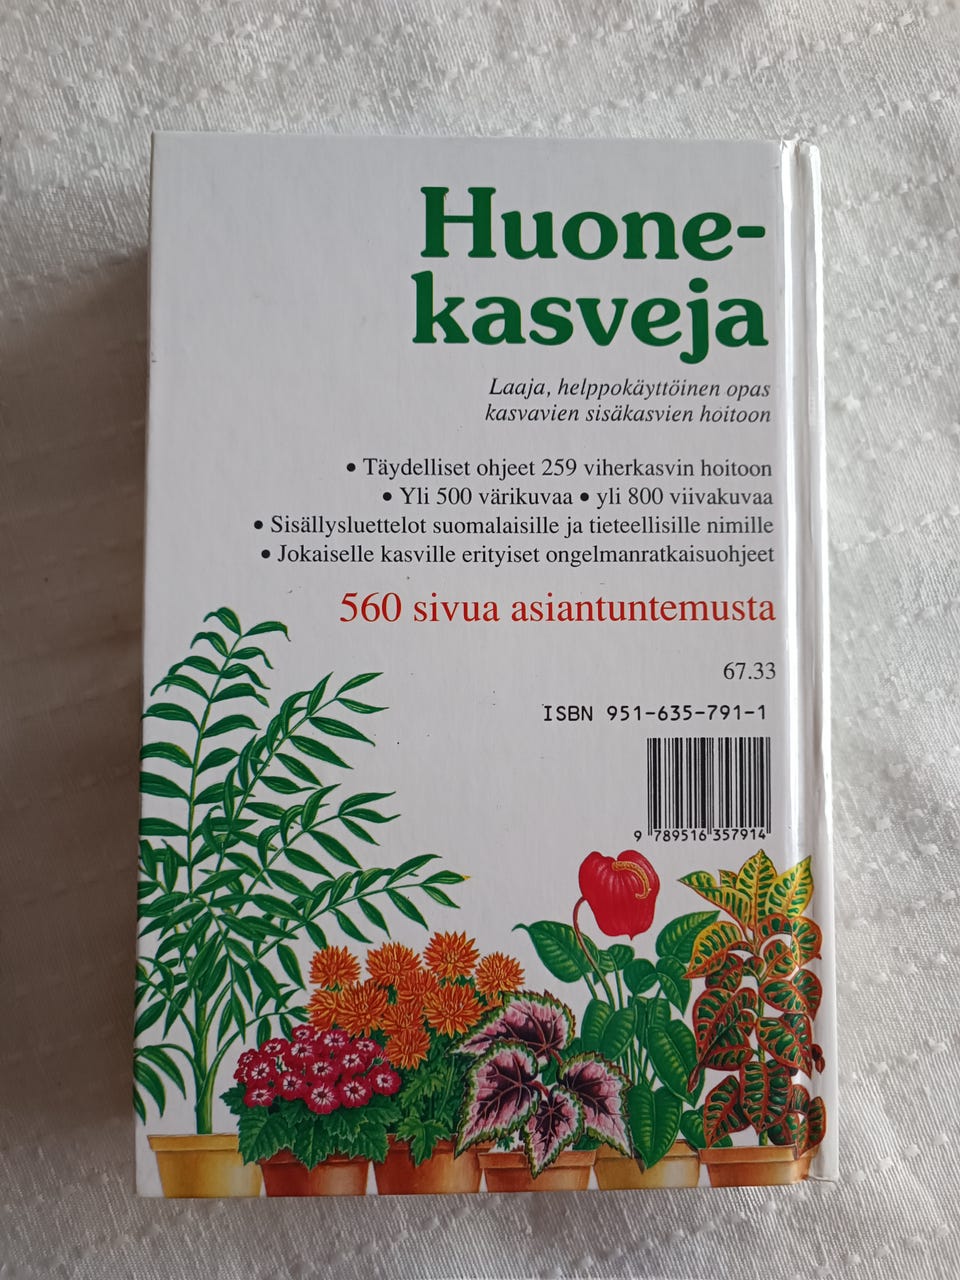 Huone-
kasveja
Laaja, helppokäyttöinen opas
kasvavien sisäkasvien hoitoon
• Täydelliset ohjeet 259 viherkasvin hoitoon
• Yli 500 värikuvaa • yli 800 viivakuvaa
• Sisällysluettelot suomalaisille ja tieteellisille nimille
• Jokaiselle kasville erityiset ongelmanratkaisuohjeet
560 sivua asiantuntemusta
67.33
ISBN 951-635-791-1
9 789516 357914